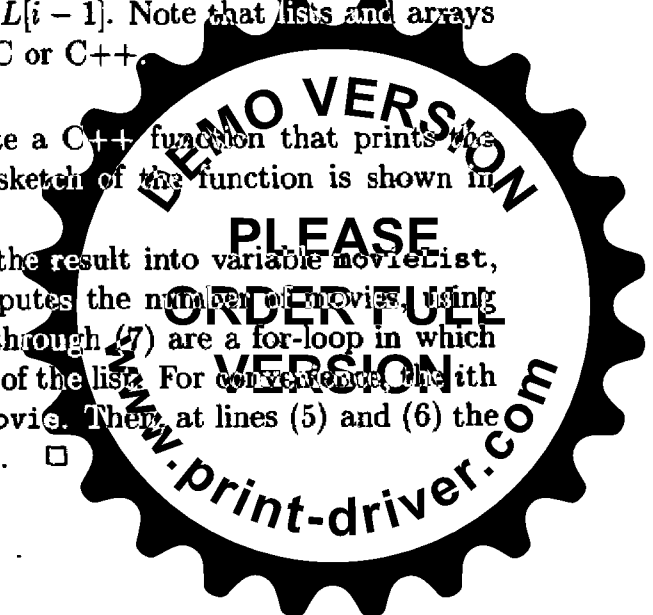 L[i − 1]. Note that lists and arrays
C or C++.
te a C++ function that prints the
sketch of the function is shown in
the result into variable movieList,
putes the number of movies, using
through (7) are a for-loop in which
of the list. For convenience, the ith
ovie. Then, at lines (5) and (6) the
. □
DEMO VERSION
PLEASE
ORDER FULL
VERSION
www.print-driver.com